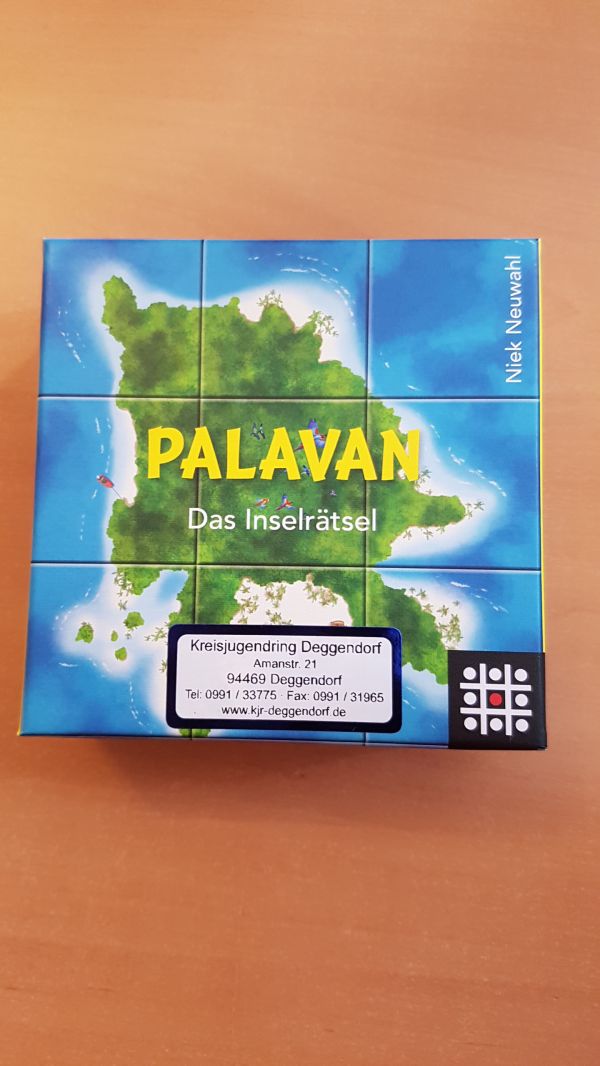 Niek Neuwahl
PALAVAN
Das Inselrätsel
Kreisjugendring Deggendorf
Amanstr. 21
94469 Deggendorf
Tel: 0991 / 33775 · Fax: 0991 / 31965
www.kjr-deggendorf.de